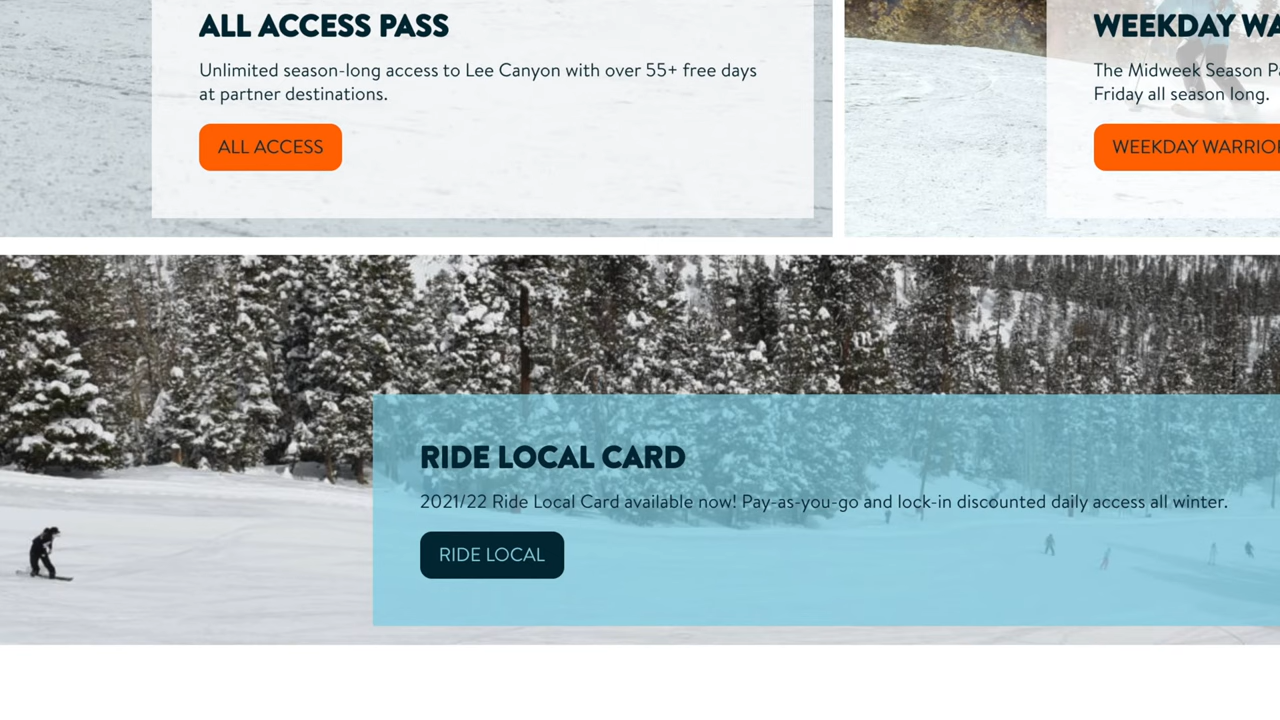 ALL ACCESS PASS
Unlimited season-long access to Lee Canyon with over 55+ free days
at partner destinations.
ALL ACCESS
WEEKDAY
The Midweek Season
Friday all season long.
WEEKDAY
RIDE LOCAL CARD
2021/22 Ride Local Card available now! Pay-as-you-go and lock-in discounted daily access all winter.
RIDE LOCAL